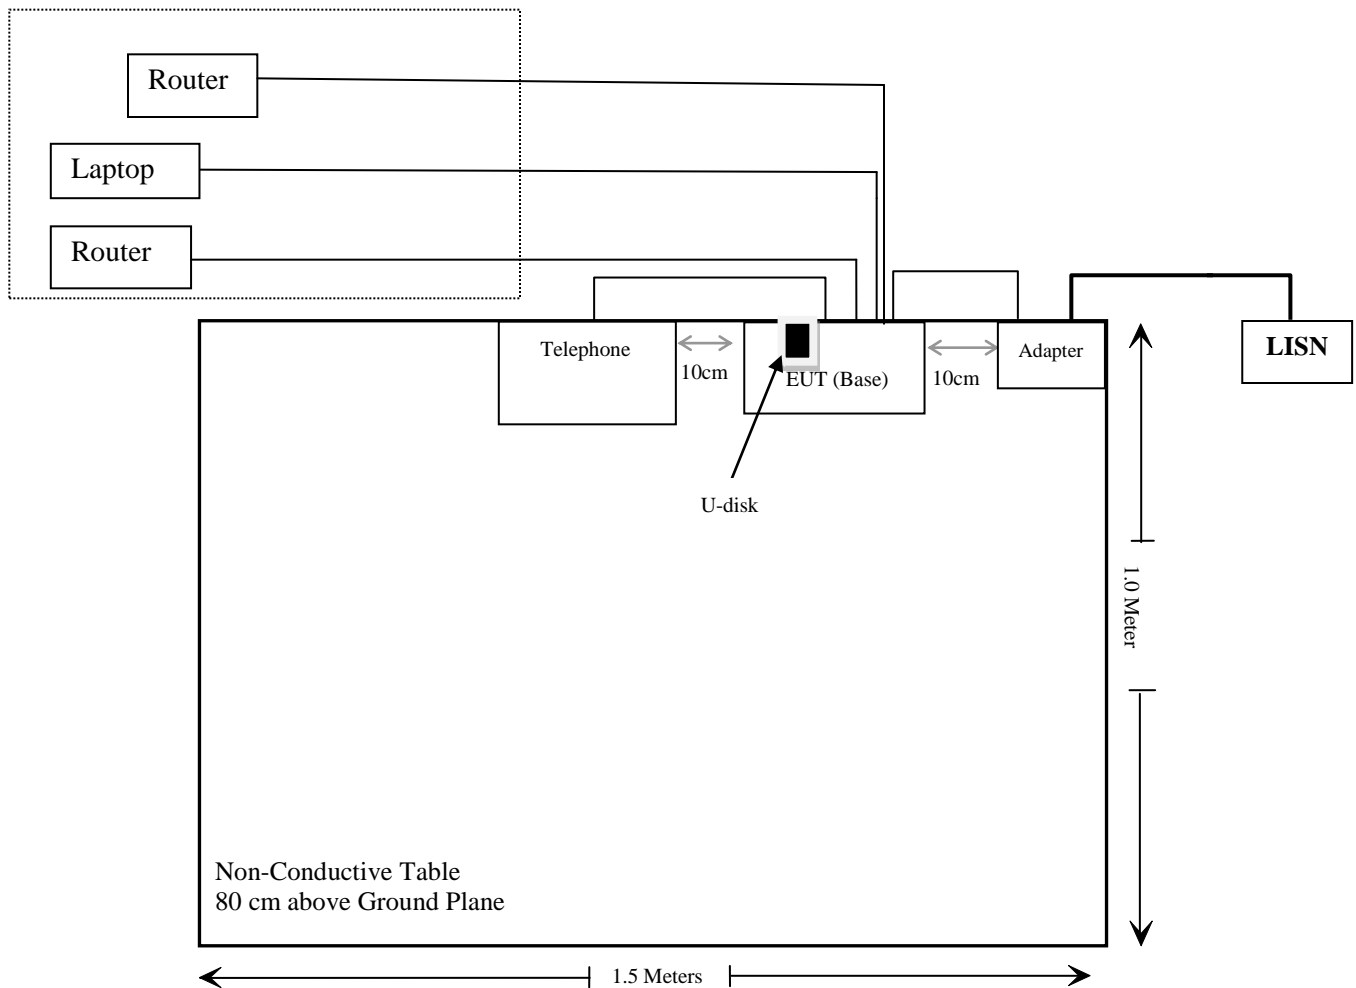 Router
Laptop
Router
LISN
Telephone
Adapter
10cm
EUT (Base)
10cm
U-disk
1.0 Meter
Non-Conductive Table
80 cm above Ground Plane
1.5 Meters